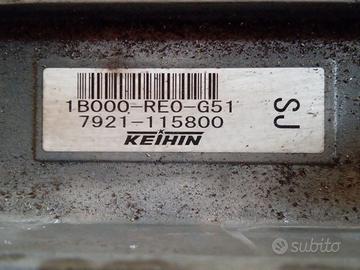 1B000-RE0-G51
7921-115800
KEIHIN
SJ
subito